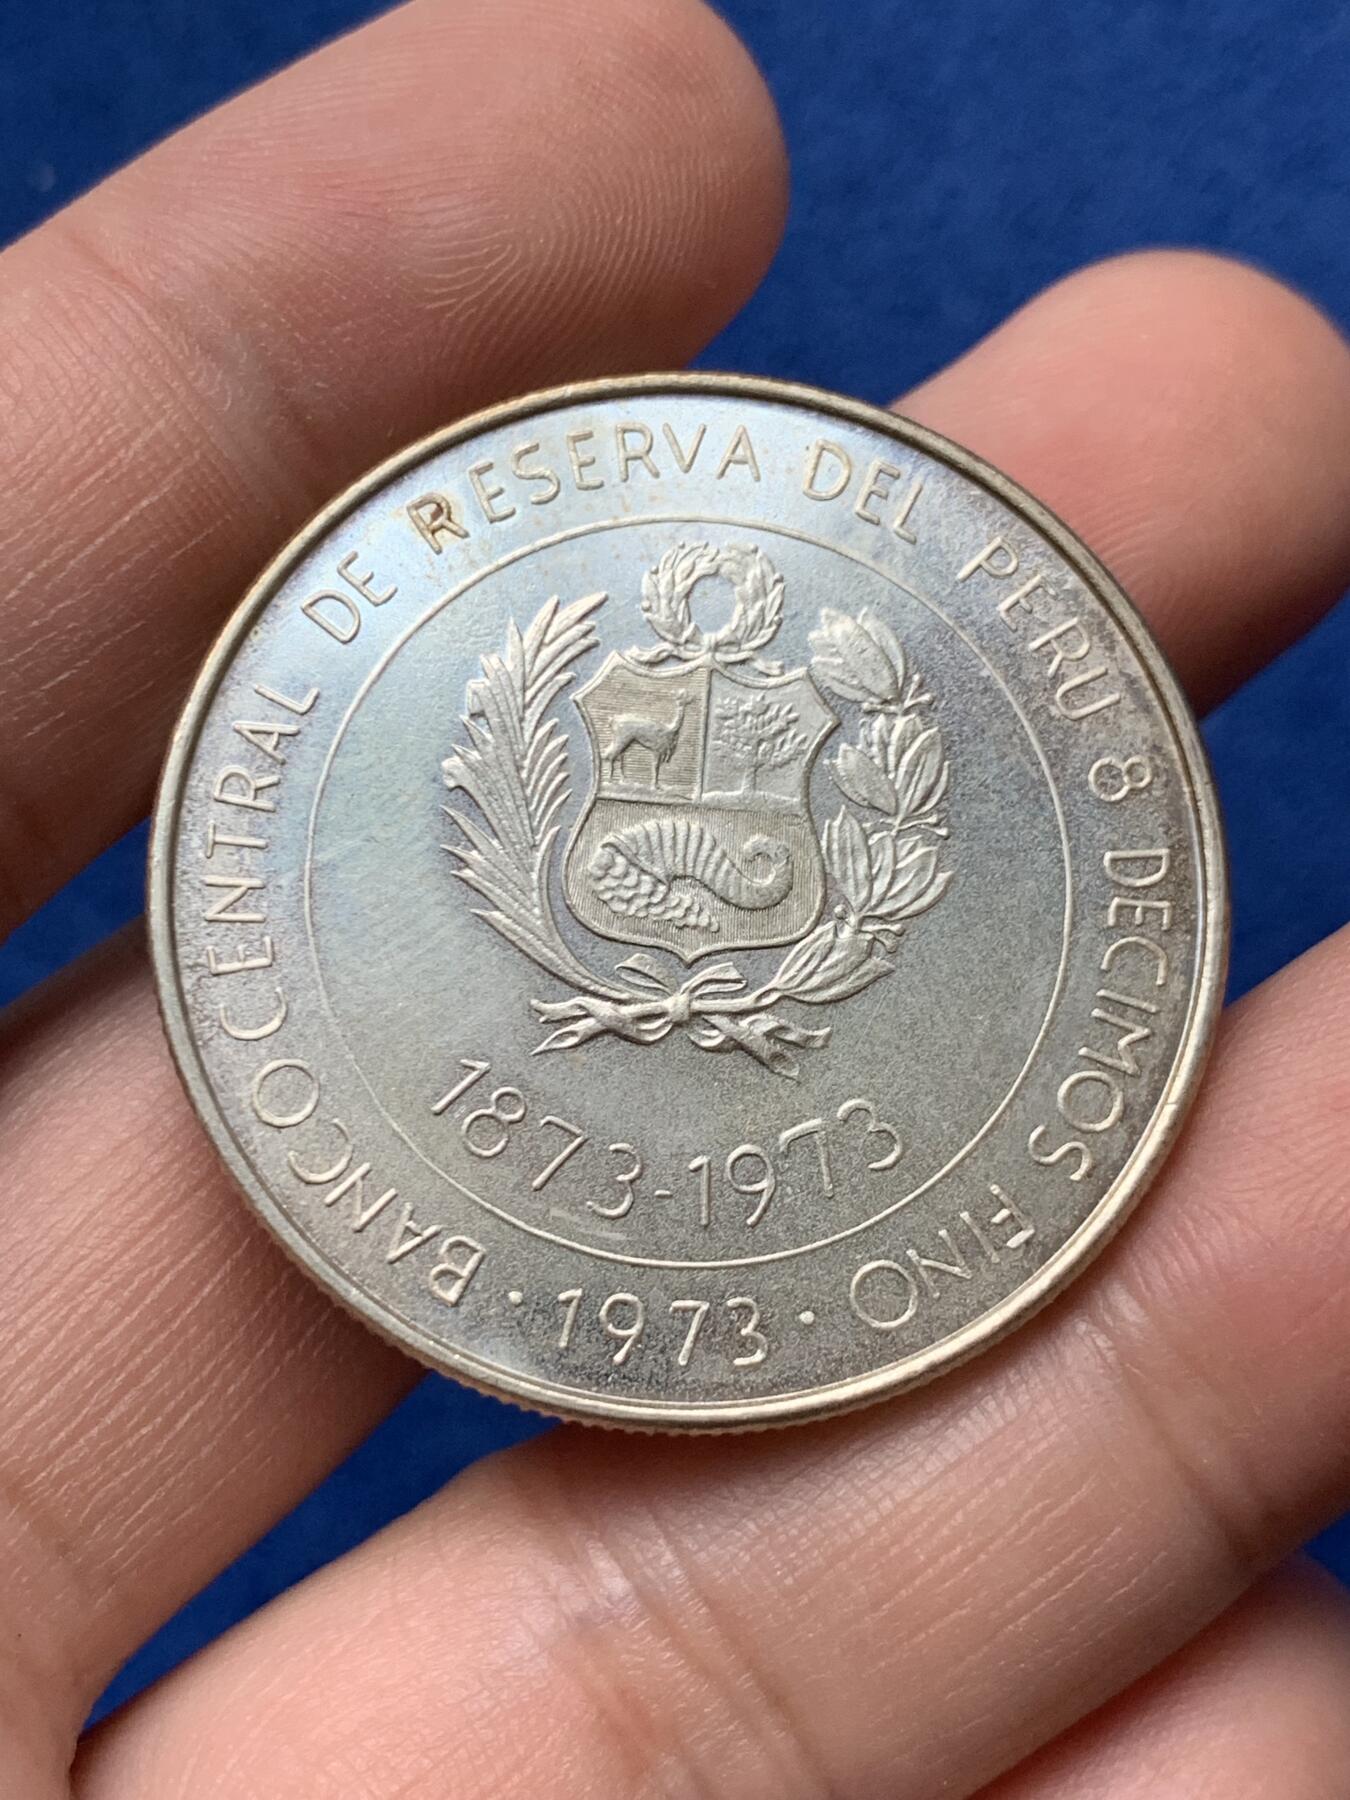 BANCO CENTRAL DE RESERVA DEL PERU 8 DECIMOS FINO
1873-1973
· 1973 ·